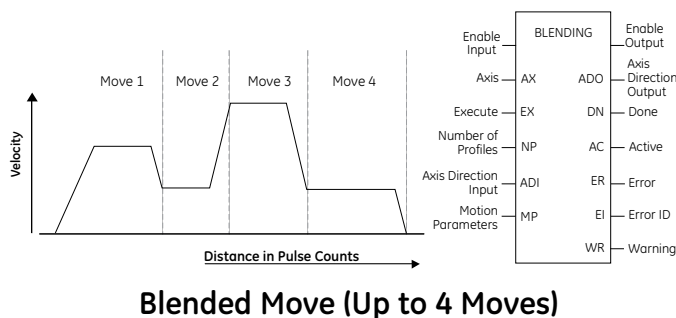 Move 1
Move 2
Move 3
Move 4
Velocity
Distance in Pulse Counts
BLENDING
Enable
Input
Axis
AX
Execute
EX
Number of
Profiles
NP
Axis Direction
Input
ADI
Motion
Parameters
MP
Enable
Output
ADO
Axis
Direction
Output
DN
Done
AC
Active
ER
Error
EI
Error ID
WR
Warning
Blended Move (Up to 4 Moves)